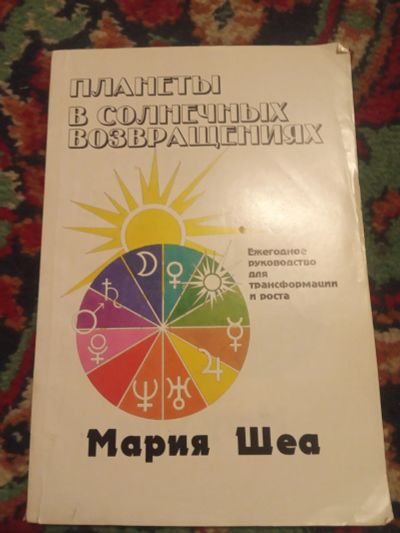 ПЛАНЕТЫ
В СОЛНЕЧНЫХ
ВОЗВРАЩЕНИЯХ
Ежегодное
руководство
для
трансформации
и роста
Мария Шеа